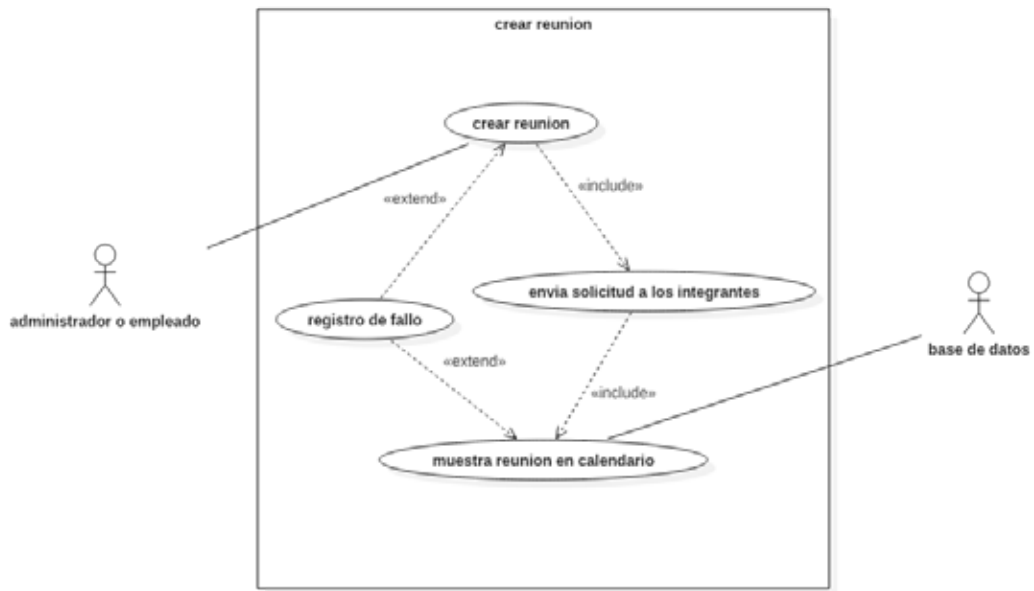 crear reunion
crear reunion
«extend»
«include»
administrador o empleado
registro de fallo
envia solicitud a los integrantes
base de datos
«extend»
«include»
muestra reunion en calendario